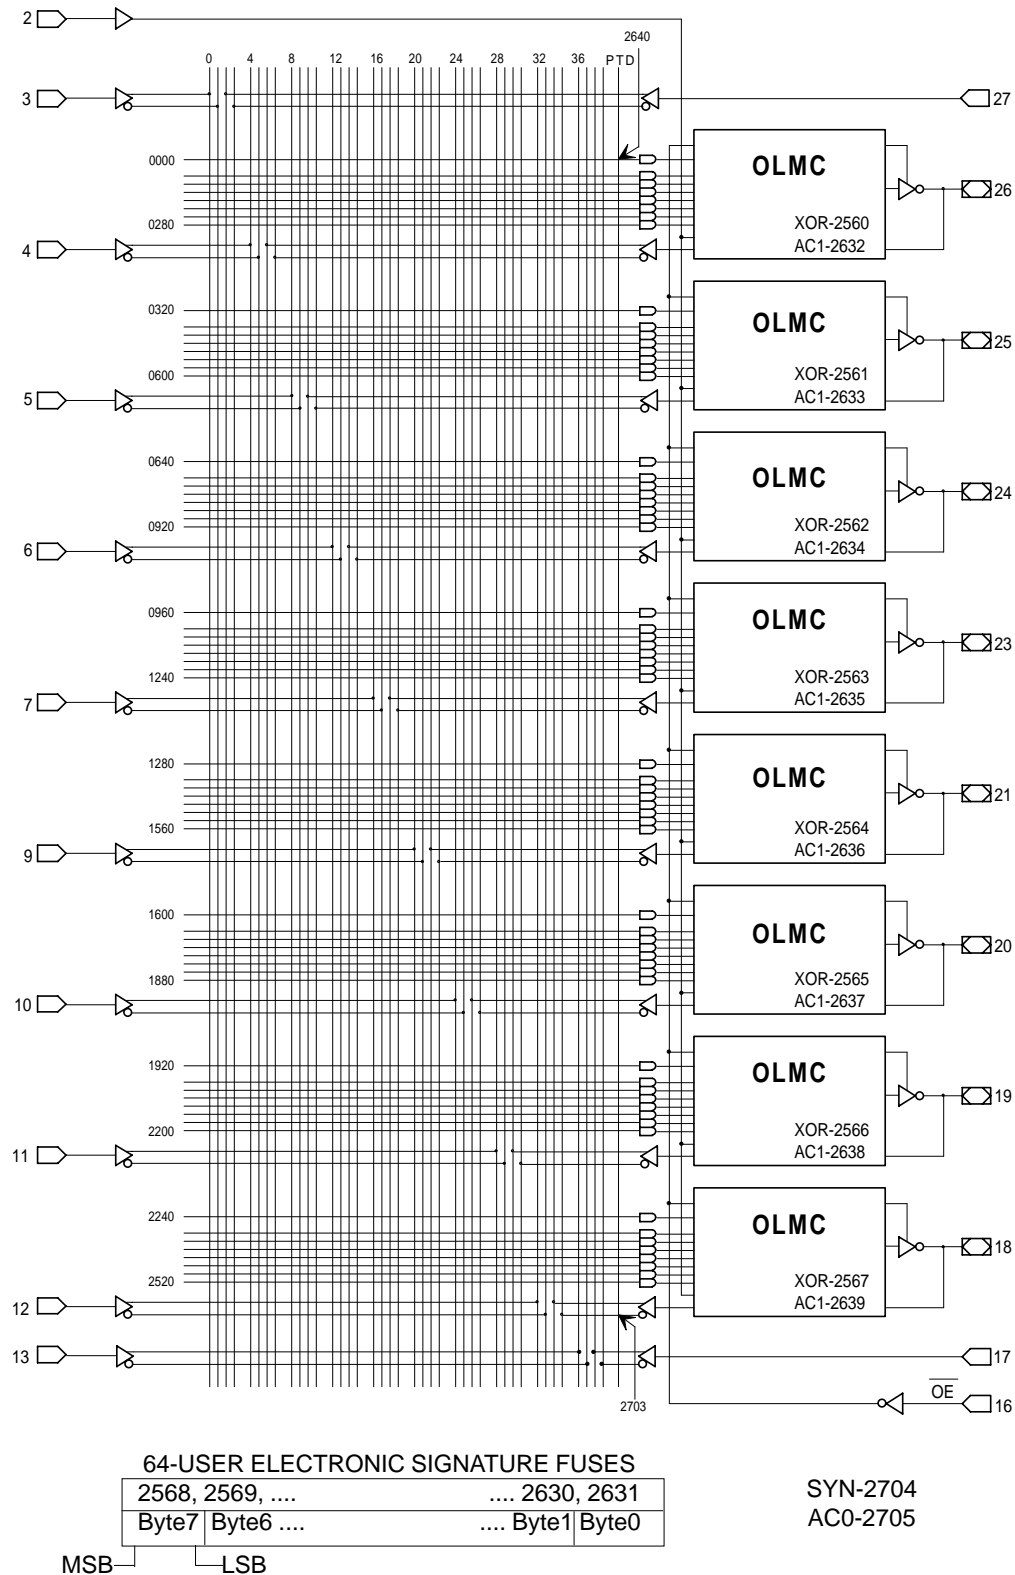 2
2640
0 4 8 12 16 20 24 28 32 36 PTD
3 27
0000
OLMC
26
0280
XOR-2560
4
AC1-2632
0320
OLMC
25
0600
XOR-2561
5
AC1-2633
0640
OLMC
24
0920
XOR-2562
6
AC1-2634
0960
OLMC
23
1240
XOR-2563
7
AC1-2635
1280
OLMC
21
1560
XOR-2564
9
AC1-2636
1600
OLMC
20
1880
XOR-2565
10
AC1-2637
1920
OLMC
19
2200
XOR-2566
11
AC1-2638
2240
OLMC
18
2520
XOR-2567
12
AC1-2639
13 17
OE
2703 16
64-USER ELECTRONIC SIGNATURE FUSES
2568, 2569, .... .... 2630, 2631
Byte7 Byte6 .... .... Byte1 Byte0
MSB LSB
SYN-2704
AC0-2705